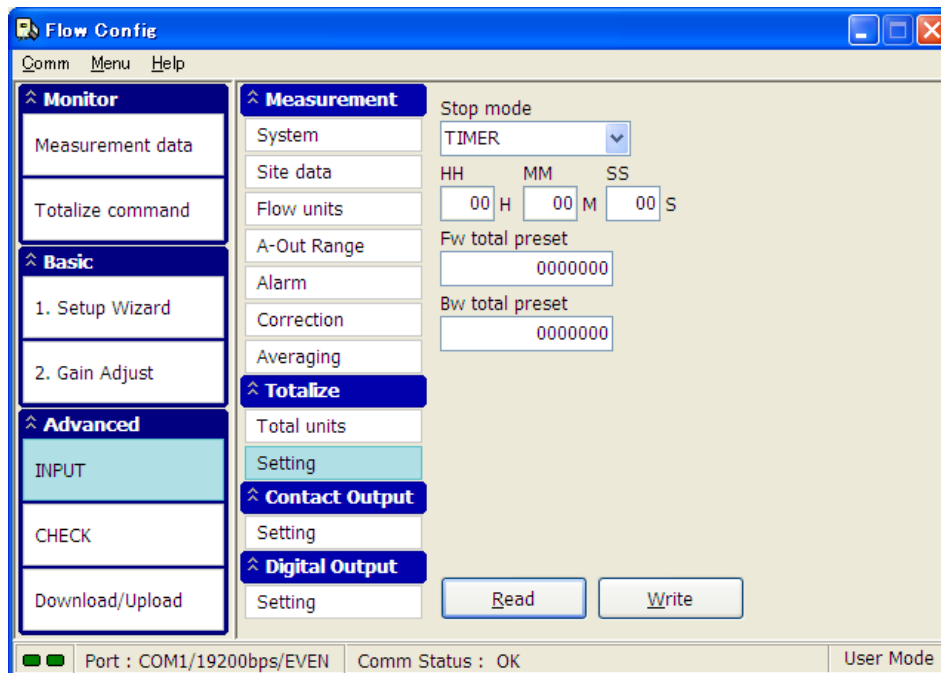 Flow Config
Comm Menu Help
Monitor
Measurement data
Totalize command
Basic
1. Setup Wizard
2. Gain Adjust
Advanced
INPUT
CHECK
Download/Upload
Measurement
System
Site data
Flow units
A-Out Range
Alarm
Correction
Averaging
Totalize
Total units
Setting
Contact Output
Setting
Digital Output
Setting
Stop mode
TIMER
HH MM SS
00 H 00 M 00 S
Fw total preset
0000000
Bw total preset
0000000
Read Write
Port : COM1/19200bps/EVEN Comm Status : OK User Mode